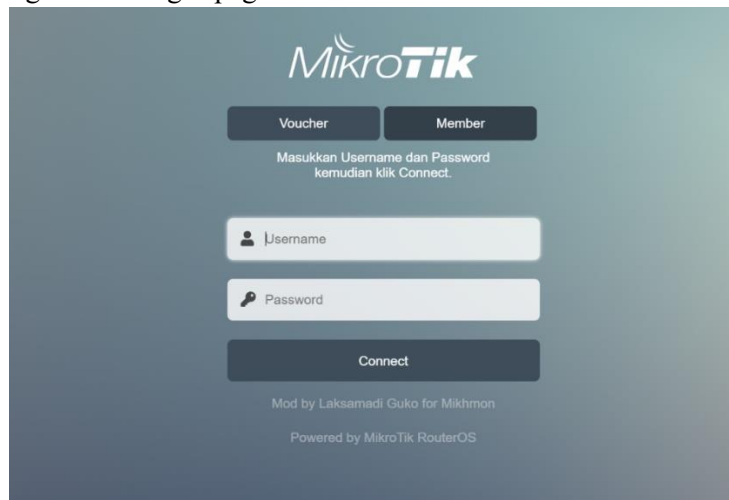 MikroTik
Voucher Member
Masukkan Username dan Password
kemudian klik Connect.
Username
Password
Connect
Mod by Laksamadi Guko for Mikhmon
Powered by MikroTik RouterOS